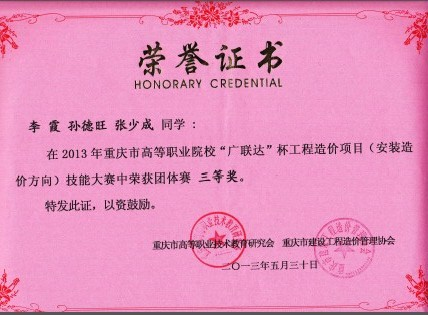 荣誉证书
HONORARY CREDENTIAL
李 霞 孙德旺 张少成 同学：
在 2013 年重庆市高等职业院校“广联达”杯工程造价项目（安装造
价方向）技能大赛中荣获团体赛 三等奖。
特发此证，以资鼓励。
重庆市高等职业技术教育研究会 重庆市建设工程造价管理协会
二〇一三年五月三十日